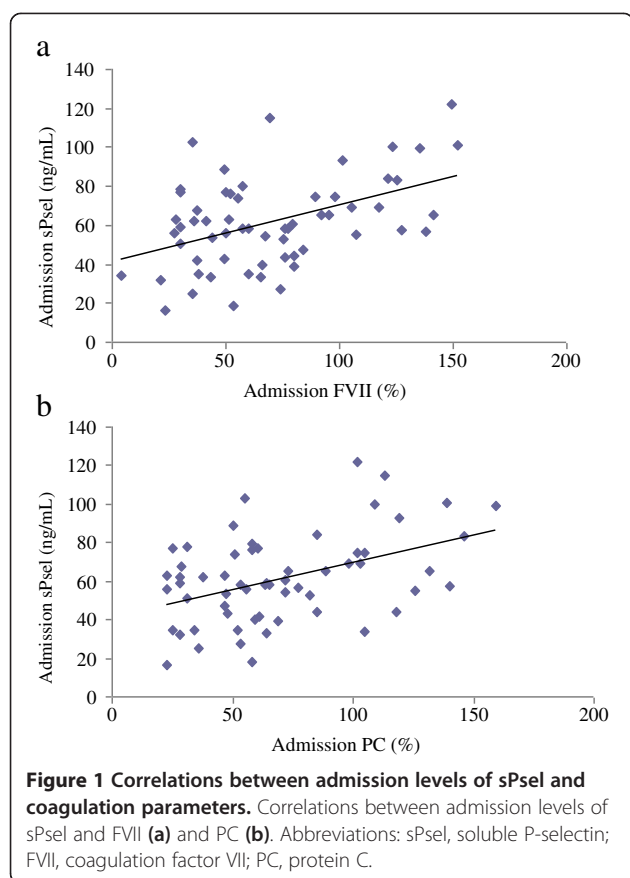 a
140
120
100
80
60
40
20
0
Admission sPsel (ng/mL)
0 50 100 150 200
Admission FVII (%)
b
140
120
100
80
60
40
20
0
Admission sPsel (ng/mL)
0 50 100 150 200
Admission PC (%)
Figure 1 Correlations between admission levels of sPsel and
coagulation parameters. Correlations between admission levels of
sPsel and FVII (a) and PC (b). Abbreviations: sPsel, soluble P-selectin;
FVII, coagulation factor VII; PC, protein C.